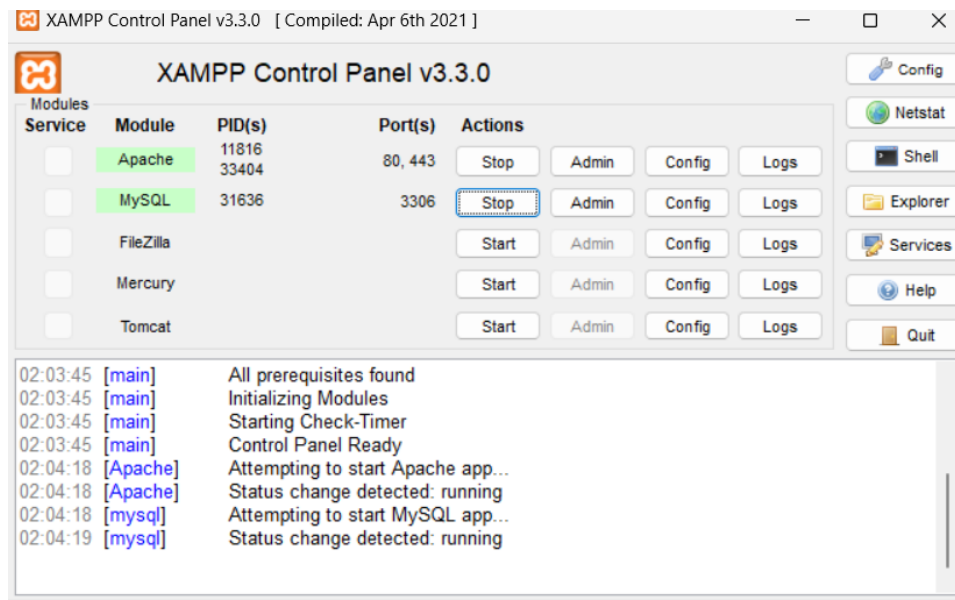 XAMPP Control Panel v3.3.0 [ Compiled: Apr 6th 2021 ]
XAMPP Control Panel v3.3.0
Config
Modules
Service Module PID(s) Port(s) Actions
Netstat
Apache 11816 33404 80, 443 Stop Admin Config Logs
Shell
MySQL 31636 3306 Stop Admin Config Logs
Explorer
FileZilla Start Admin Config Logs
Services
Mercury Start Admin Config Logs
Help
Tomcat Start Admin Config Logs
Quit
02:03:45 [main] All prerequisites found
02:03:45 [main] Initializing Modules
02:03:45 [main] Starting Check-Timer
02:03:45 [main] Control Panel Ready
02:04:18 [Apache] Attempting to start Apache app...
02:04:18 [Apache] Status change detected: running
02:04:18 [mysql] Attempting to start MySQL app...
02:04:19 [mysql] Status change detected: running